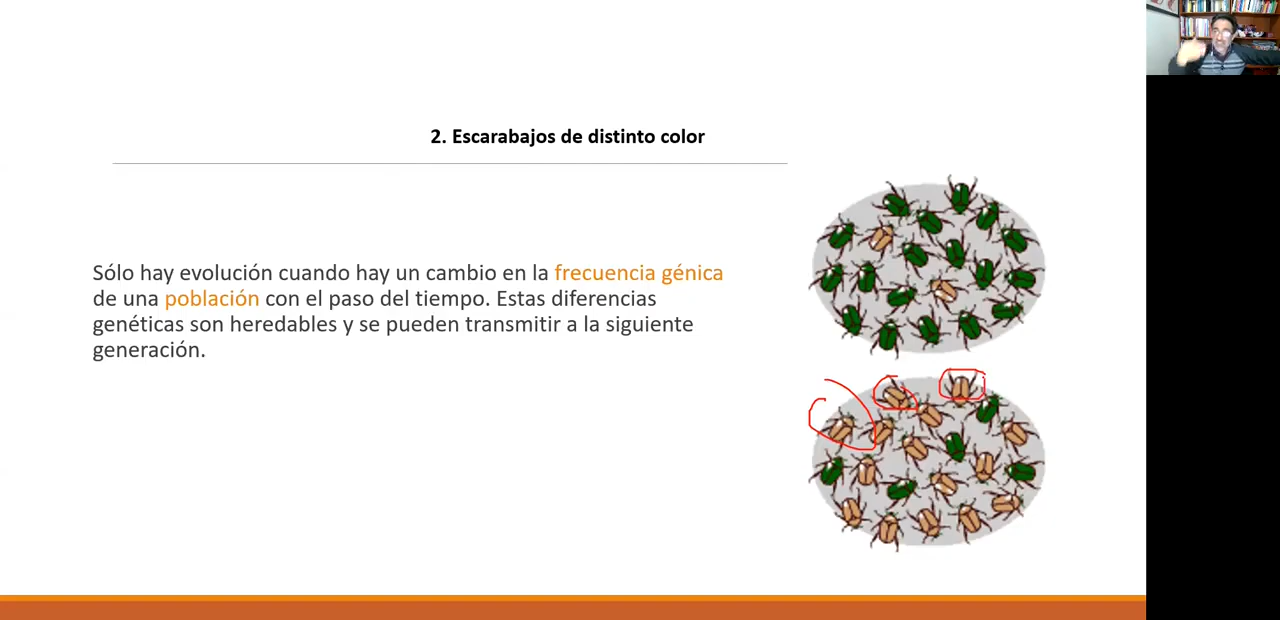 2. Escarabajos de distinto color
Sólo hay evolución cuando hay un cambio en la frecuencia génica
de una población con el paso del tiempo. Estas diferencias
genéticas son heredables y se pueden transmitir a la siguiente
generación.